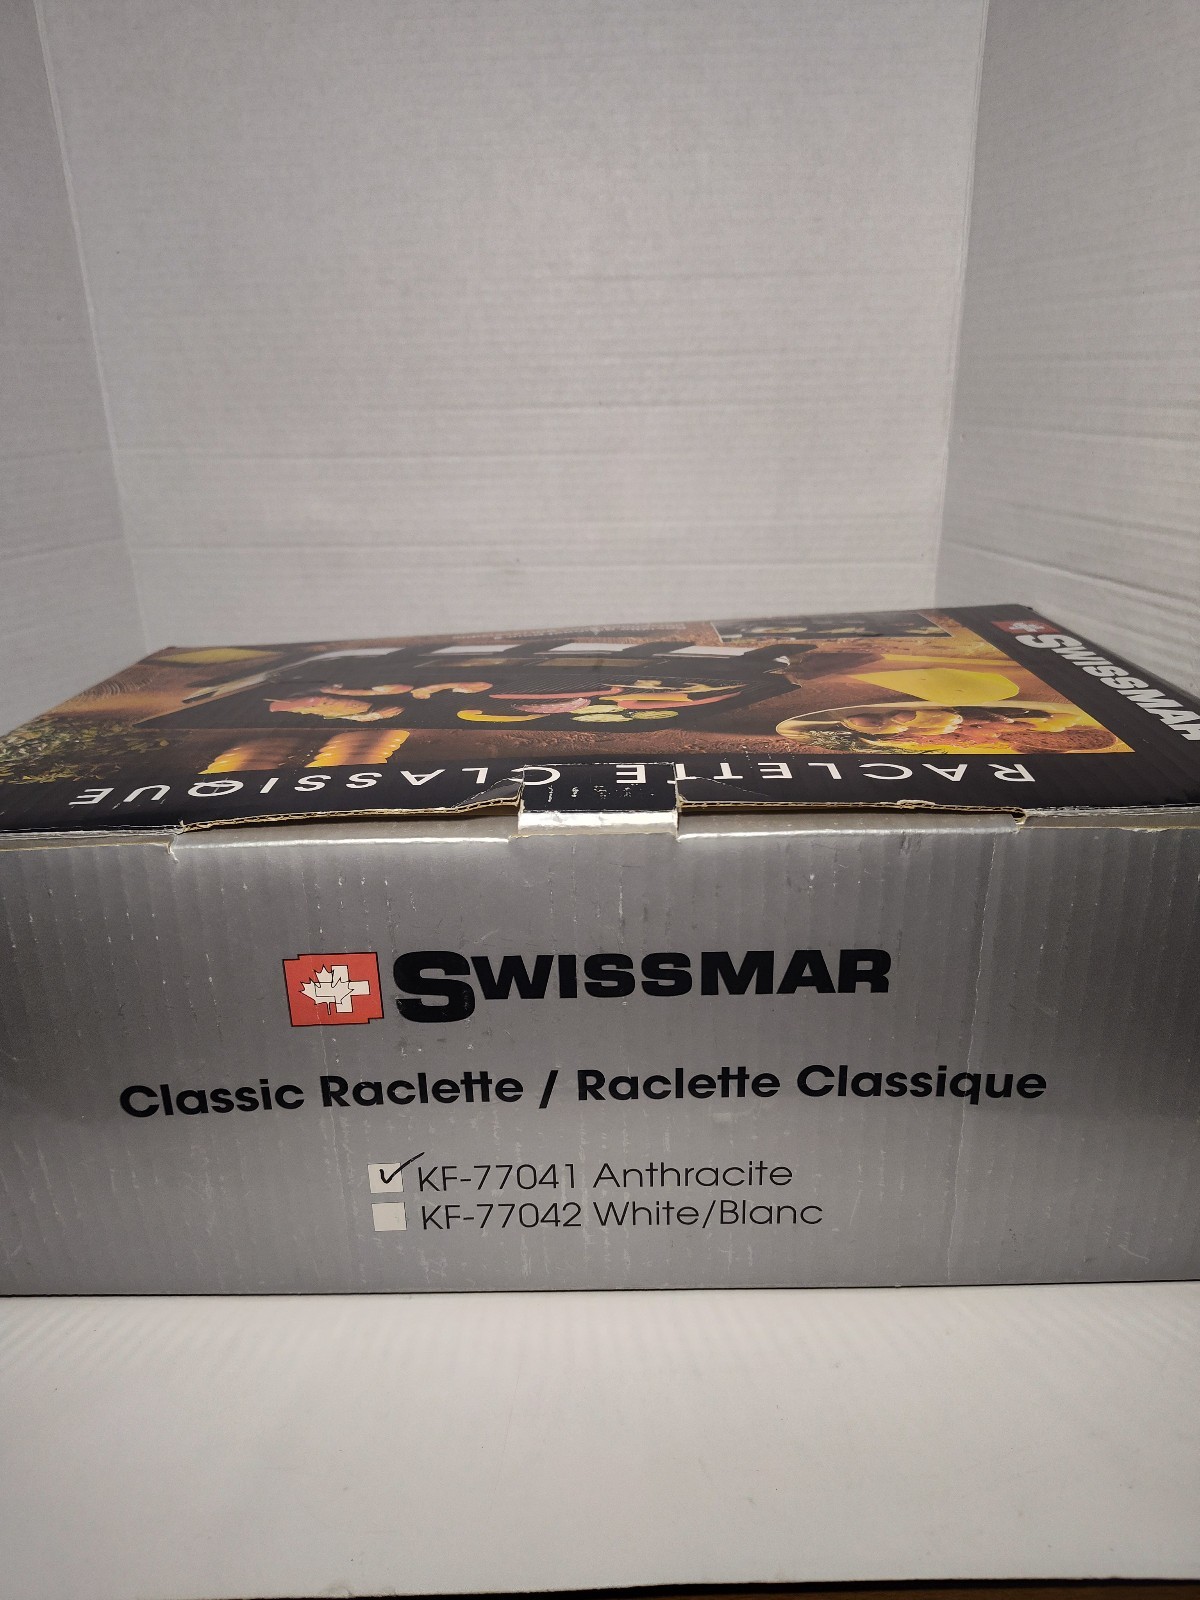 SWISSMAR
RACLETTE CLASSIQUE
SWISSMAR
Classic Raclette / Raclette Classique
KF-77041 Anthracite
KF-77042 White/Blanc